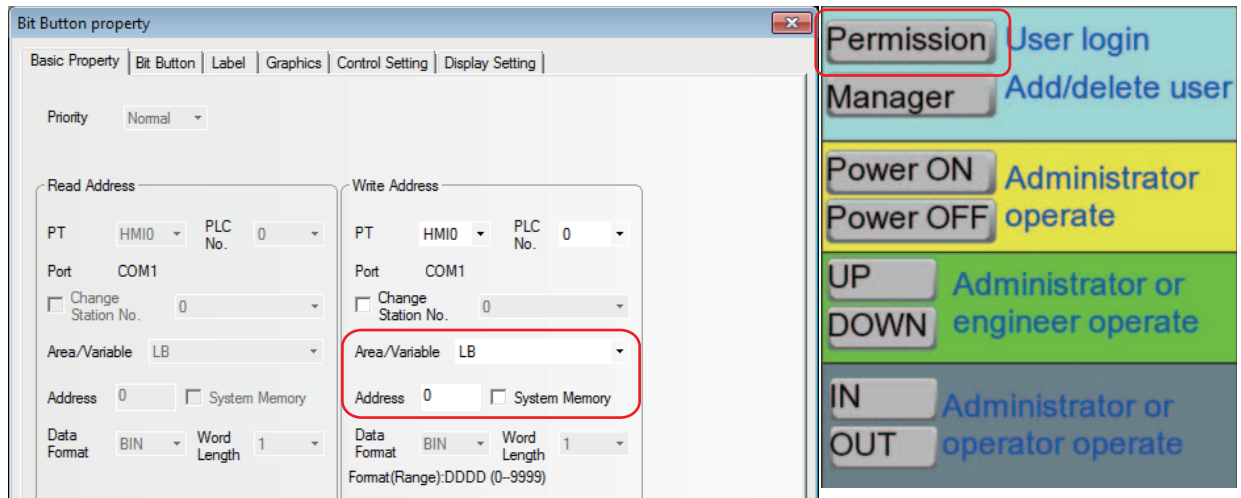 Bit Button property
Basic Property Bit Button Label Graphics Control Setting Display Setting
Priority Normal
Read Address
PT HMI0 PLC No. 0
Port COM1
Change Station No. 0
Area/Variable LB
Address 0 System Memory
Data Format BIN Word Length 1
Write Address
PT HMI0 PLC No. 0
Port COM1
Change Station No. 0
Area/Variable LB
Address 0 System Memory
Data Format BIN Word Length 1
Format(Range):DDDD (0--9999)
Permission User login
Manager Add/delete user
Power ON Administrator
Power OFF operate
UP Administrator or
DOWN engineer operate
IN Administrator or
OUT operator operate